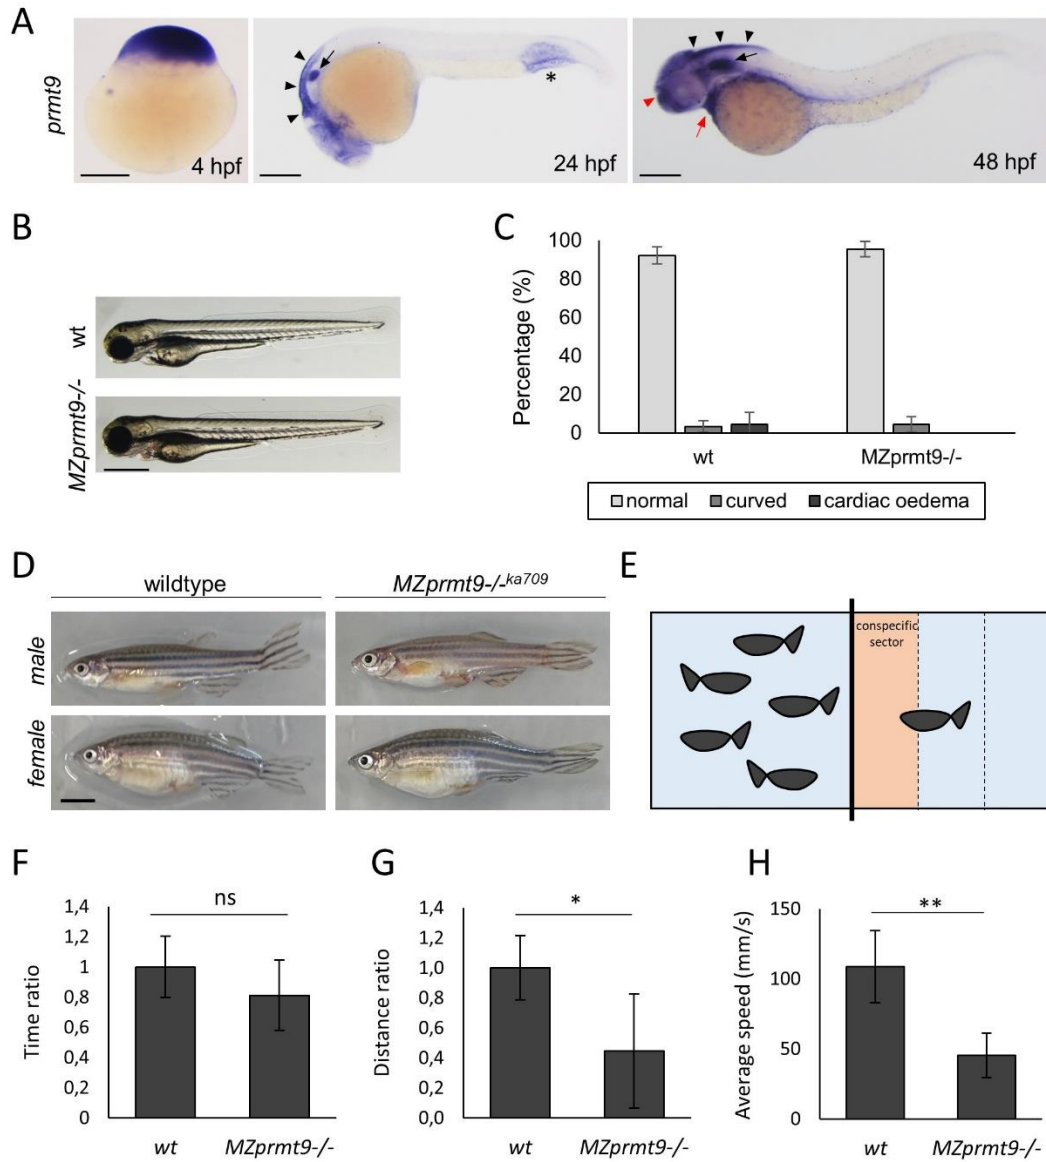 A
prmt9
4 hpf
24 hpf
*
48 hpf
B
wt
MZprmt9-/-
C
Percentage (%)
100
80
60
40
20
0
wt
MZprmt9-/-
normal
curved
cardiac oedema
D
wildtype
MZprmt9-/-ka709
male
female
E
conspecific
sector
F
Time ratio
1,4
1,2
1
0,8
0,6
0,4
0,2
0
ns
wt
MZprmt9-/-
G
Distance ratio
1,4
1,2
1,0
0,8
0,6
0,4
0,2
0,0
*
wt
MZprmt9-/-
H
Average speed (mm/s)
150
100
50
0
**
wt
MZprmt9-/-